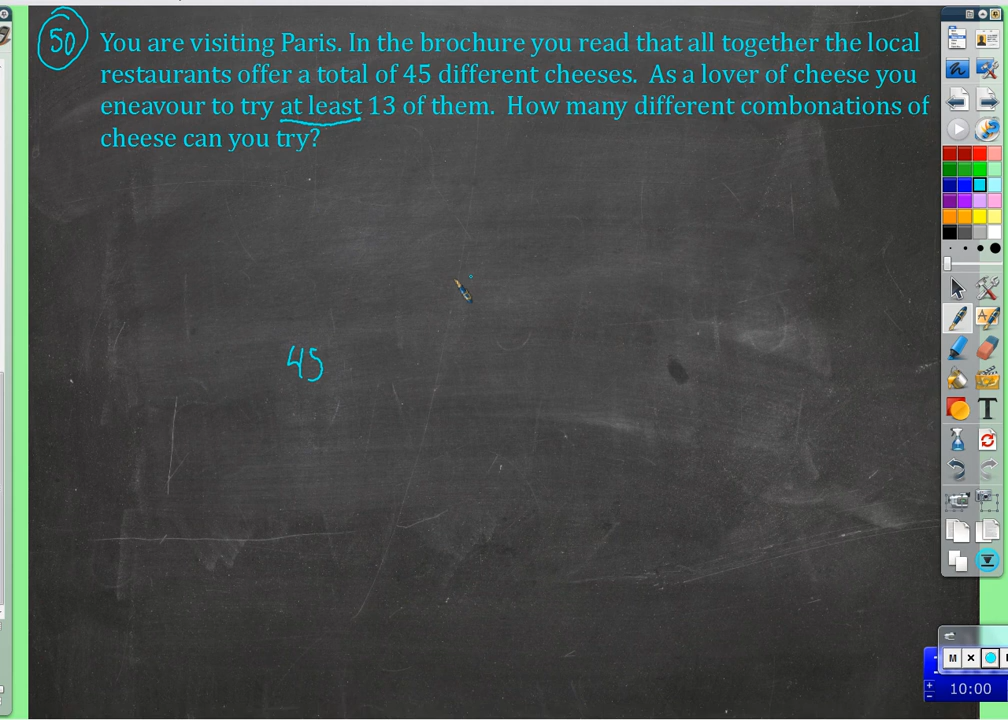 50
You are visiting Paris. In the brochure you read that all together the local
restaurants offer a total of 45 different cheeses. As a lover of cheese you
eneavour to try at least 13 of them. How many different combonations of
cheese can you try?
45
T
M
10:00